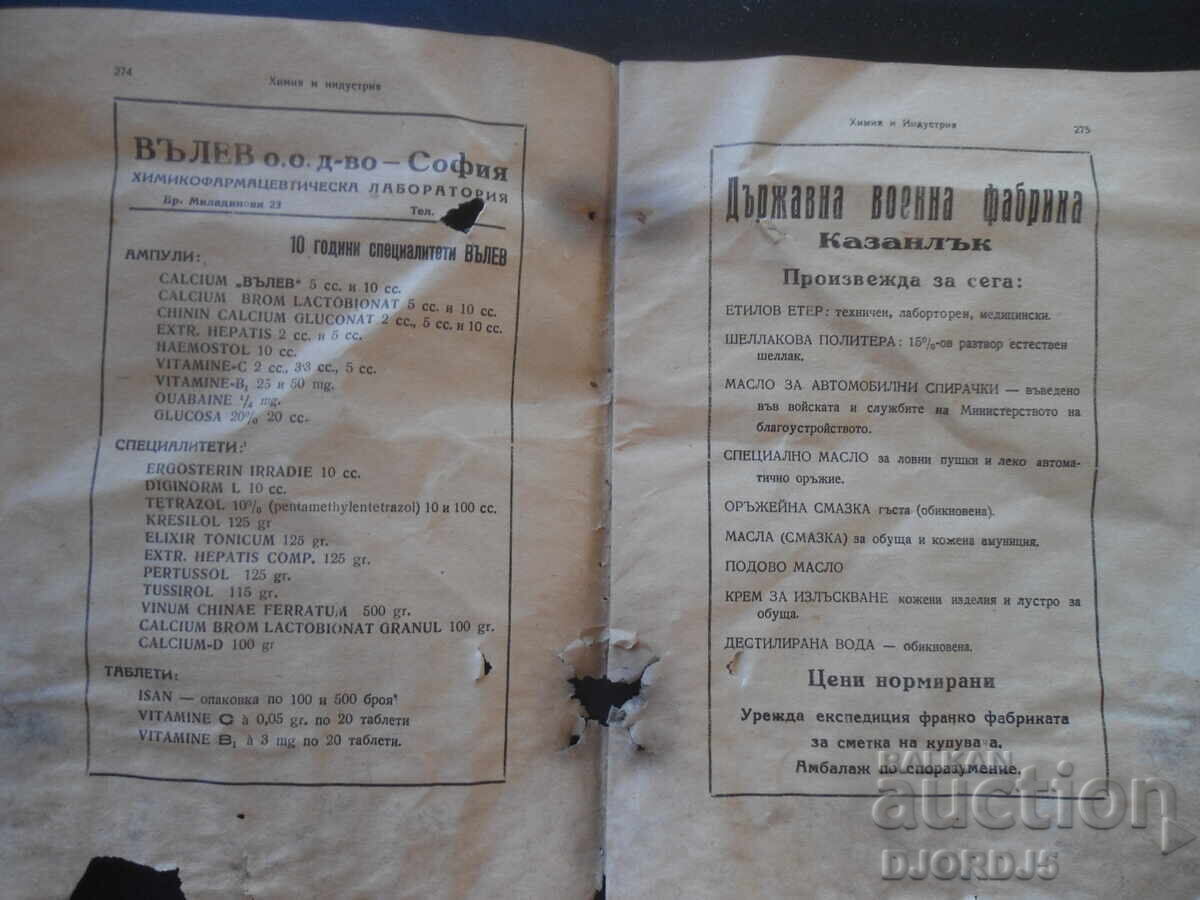 274
Химия и индустрия
ВЪЛЕВ о.о. д-во – София
ХИМИКОФАРМАЦЕВТИЧЕСКА ЛАБОРАТОРИЯ
Бр. Миладинови 23 Тел.
10 години специалитети ВЪЛЕВ
АМПУЛИ:
CALCIUM „ВЪЛЕВ" 5 cc. и 10 cc.
CALCIUM BROM LACTOBIONAT 5 cc. и 10 cc.
CHININ CALCIUM GLUCONAT 2 cc., 5 cc. и 10 cc.
EXTR. HEPATIS 2 cc. и 5 cc.
HAEMOSTOL 10 cc.
VITAMINE-C 2 cc., 33 cc., 5 cc.
VITAMINE-B₁ 25 и 50 mg.
OUABAINE ¼ mg.
GLUCOSA 20% 20 cc.
СПЕЦИАЛИТЕТИ:
ERGOSTERIN IRRADIE 10 cc.
DIGINORM L 10 cc.
TETRAZOL 10% (pentamethylentetrazol) 10 и 100 cc.
KRESILOL 125 gr
ELIXIR TONICUM 125 gr.
EXTR. HEPATIS COMP. 125 gr.
PERTUSSOL 125 gr.
TUSSIROL 115 gr.
VINUM CHINAE FERRATUM 500 gr.
CALCIUM BROM LACTOBIONAT GRANUL 100 gr.
CALCIUM-D 100 gr
ТАБЛЕТИ:
ISAN — опаковка по 100 и 500 броя
VITAMINE C à 0,05 gr. по 20 таблети
VITAMINE B₁ à 3 mg по 20 таблети.
Химия и Индустрия
275
Държавна военна фабрика
Казанлък
Произвежда за сега:
ЕТИЛОВ ЕТЕР: техничен, лаборторен, медицински.
ШЕЛЛАКОВА ПОЛИТЕРА: 15%-ов разтвор естествен
шеллак.
МАСЛО ЗА АВТОМОБИЛНИ СПИРАЧКИ — въведено
във войската и службите на Министерството на
благоустройството.
СПЕЦИАЛНО МАСЛО за ловни пушки и леко автома-
тично оръжие.
ОРЪЖЕЙНА СМАЗКА гъста (обикновена).
МАСЛА (СМАЗКА) за обуща и кожена амуниция.
ПОДОВО МАСЛО
КРЕМ ЗА ИЗЛЪСКВАНЕ кожени изделия и лустро за
обуща.
ДЕСТИЛИРАНА ВОДА — обикновена.
Цени нормирани
Урежда експедиция франко фабриката
за сметка на купува а.
Амбалаж по споразумение.
BALKAN
auction
DJORDJ5